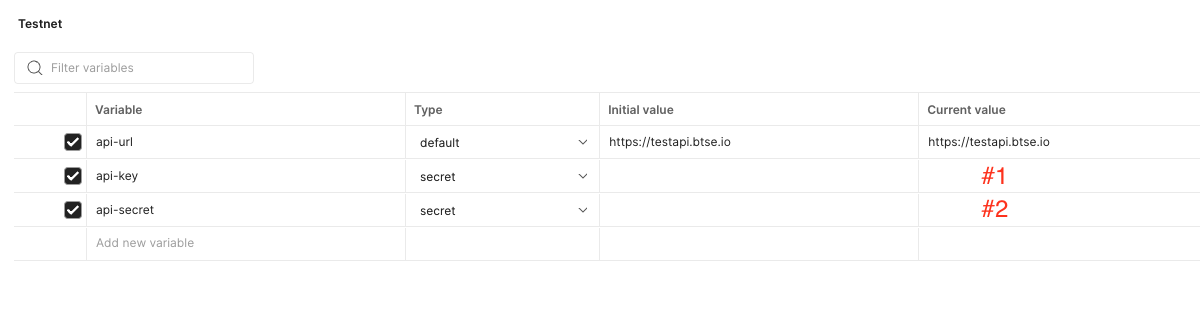 Testnet
Filter variables
Variable Type Initial value Current value
api-url default https://testapi.btse.io https://testapi.btse.io
api-key secret #1
api-secret secret #2
Add new variable